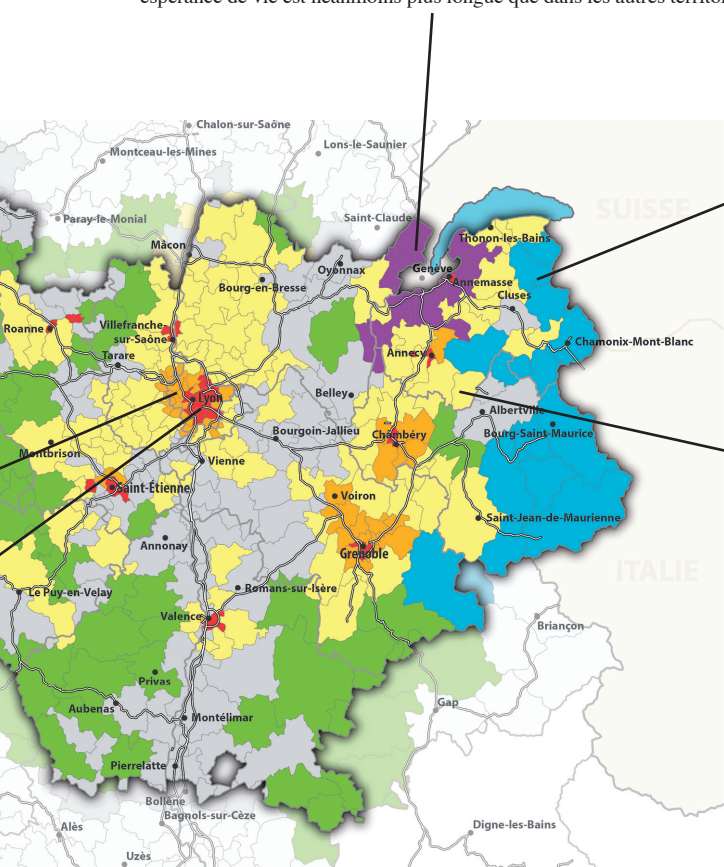 espérance de vie est néanmoins plus longue que dans les autres territoi
Chalon-sur-Saône
Lons-le-Saunier
Montceau-les-Mines
SUISSE
Paray-le-Monial
Saint-Claude
Thonon-les-Bains
Mâcon
Oyonnax
Genève
Annemasse
Bourg-en-Bresse
Cluses
Roanne
Villefranche-
sur-Saône
Chamonix-Mont-Blanc
Tarare
Annecy
Belley
Lyon
Albertville
Bourgoin-Jallieu
Chambéry
Bourg-Saint-Maurice
Montbrison
Vienne
Saint-Étienne
Voiron
Saint-Jean-de-Maurienne
Annonay
Grenoble
ITALIE
Le Puy-en-Velay
Romans-sur-Isère
Valence
Briançon
Privas
Gap
Aubenas
Montélimar
Pierrelatte
Bollène
Bagnols-sur-Cèze
Alès
Digne-les-Bains
Uzès